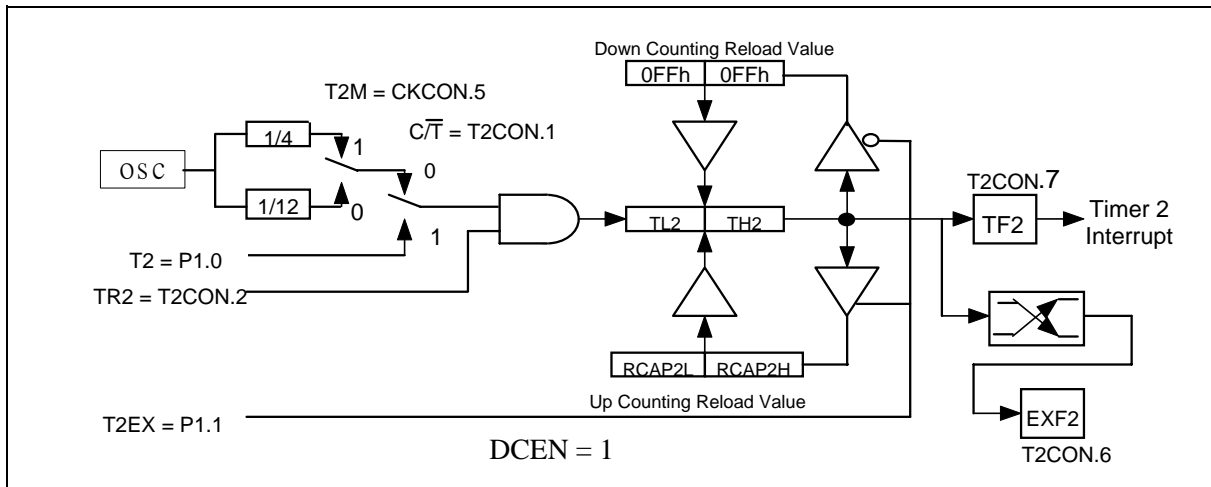 Down Counting Reload Value
0FFh 0FFh
T2M = CKCON.5
C/T̅ = T2CON.1
1/4
1
OSC
0
T2CON.7
1/12
0
TL2 TH2
TF2
Timer 2
Interrupt
1
T2 = P1.0
TR2 = T2CON.2
RCAP2L RCAP2H
Up Counting Reload Value
T2EX = P1.1
EXF2
DCEN = 1
T2CON.6